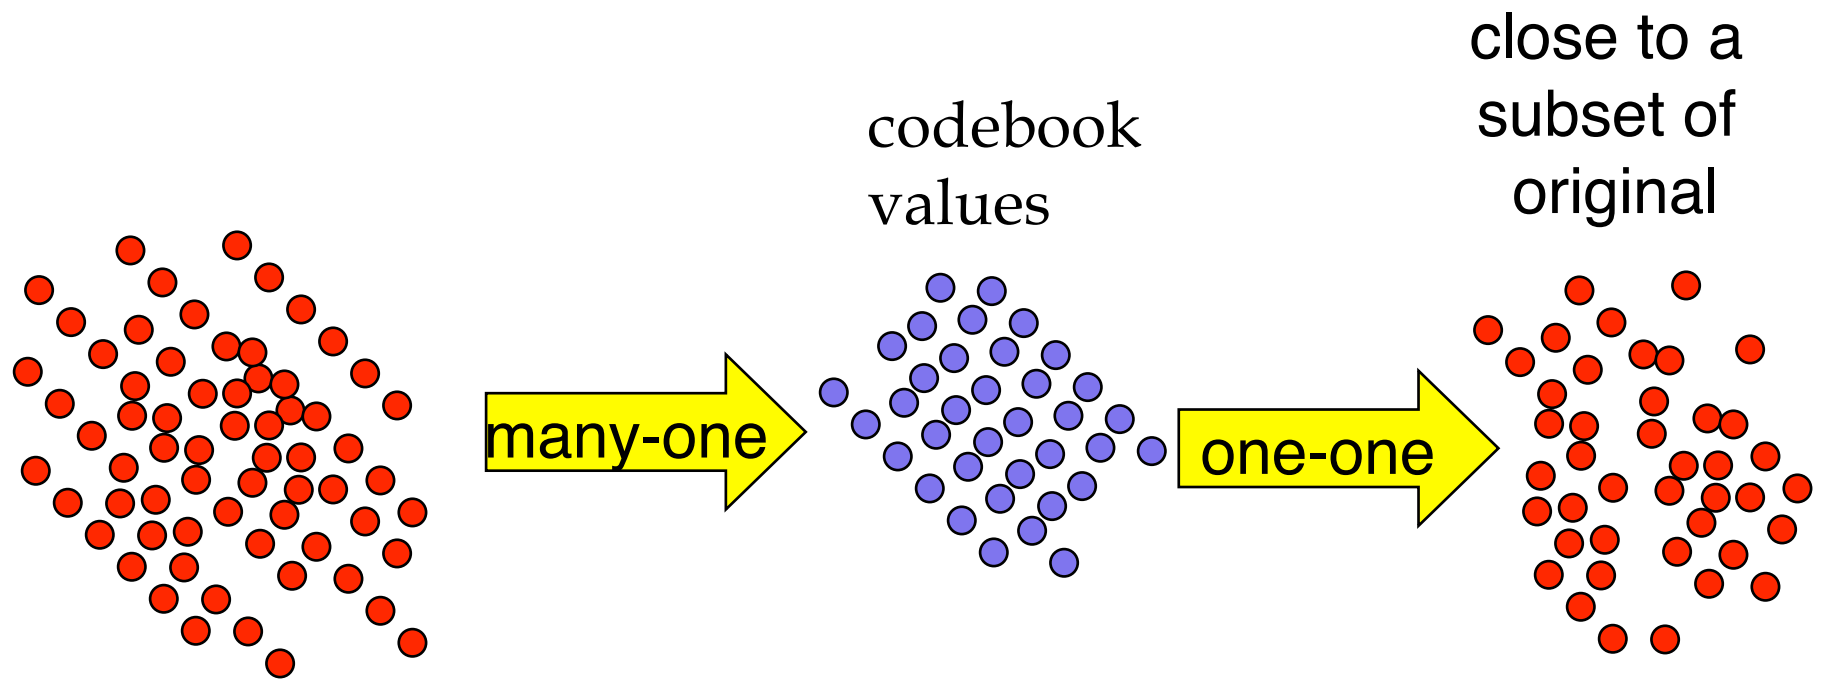 close to a
subset of
original
codebook
values
many-one
one-one